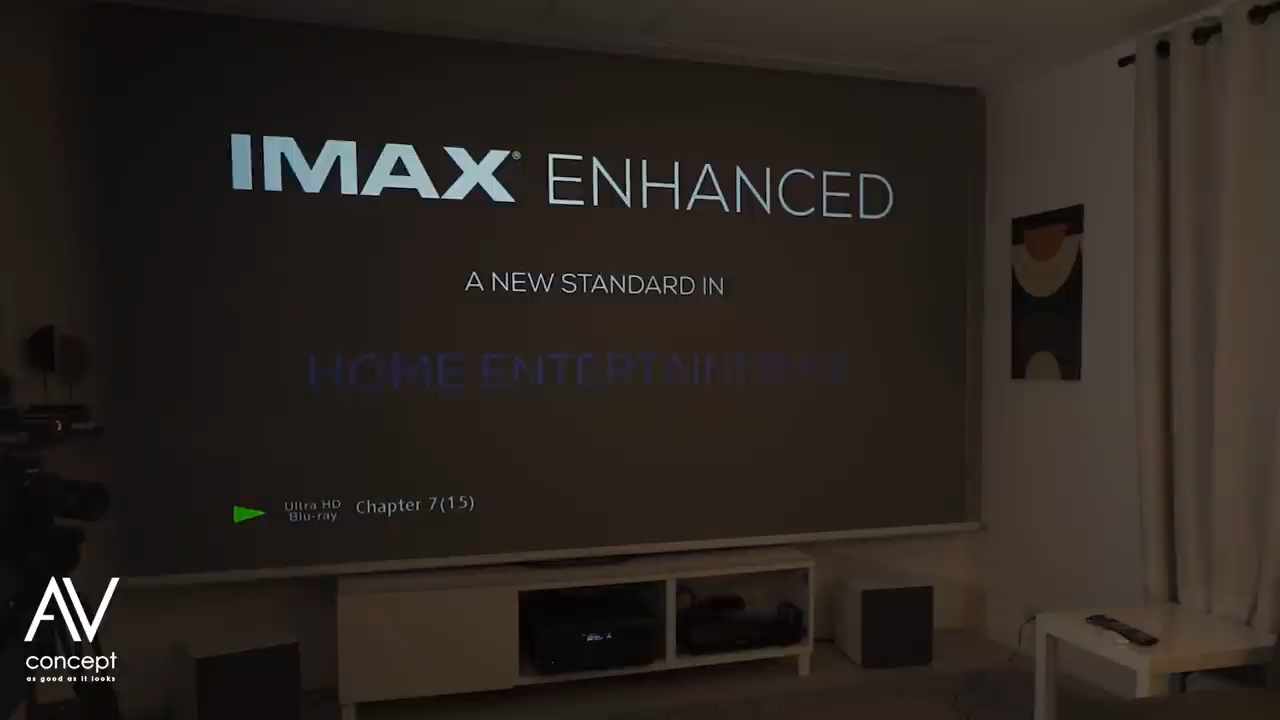 IMAX® ENHANCED
A NEW STANDARD IN
HOME ENTERTAINMENT
Ultra HD
Blu-ray
Chapter 7(15)
AV
concept
as good as it looks